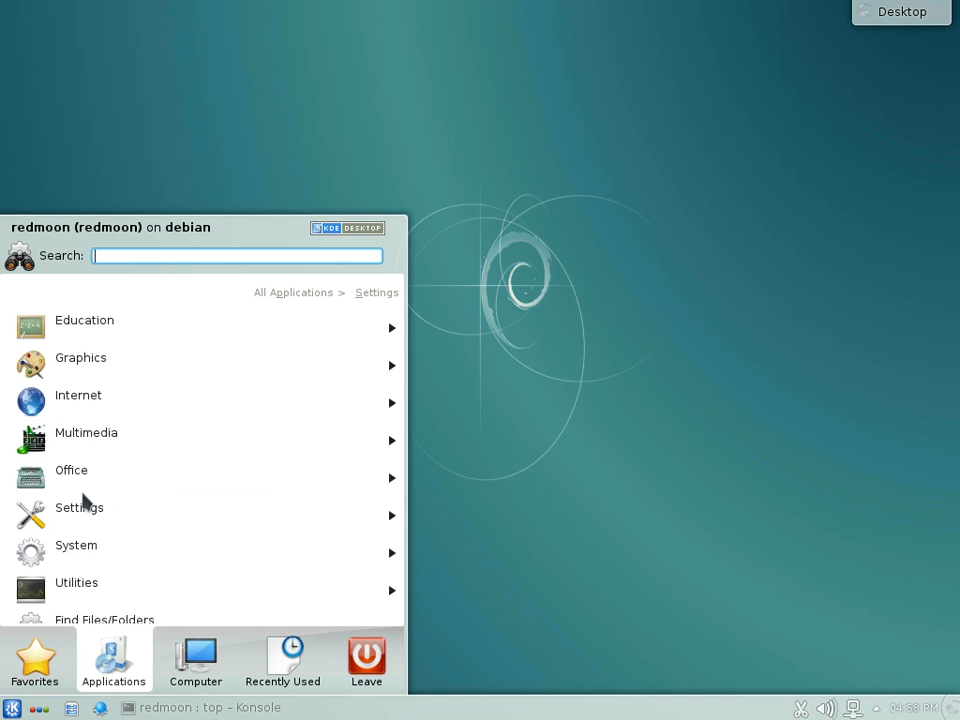 Desktop
redmoon (redmoon) on debian
KDE DESKTOP
Search:
All Applications > Settings
Education
Graphics
Internet
Multimedia
Office
Settings
System
Utilities
Find Files/Folders
Favorites Applications Computer Recently Used Leave
redmoon : top – Konsole
04:58 PM